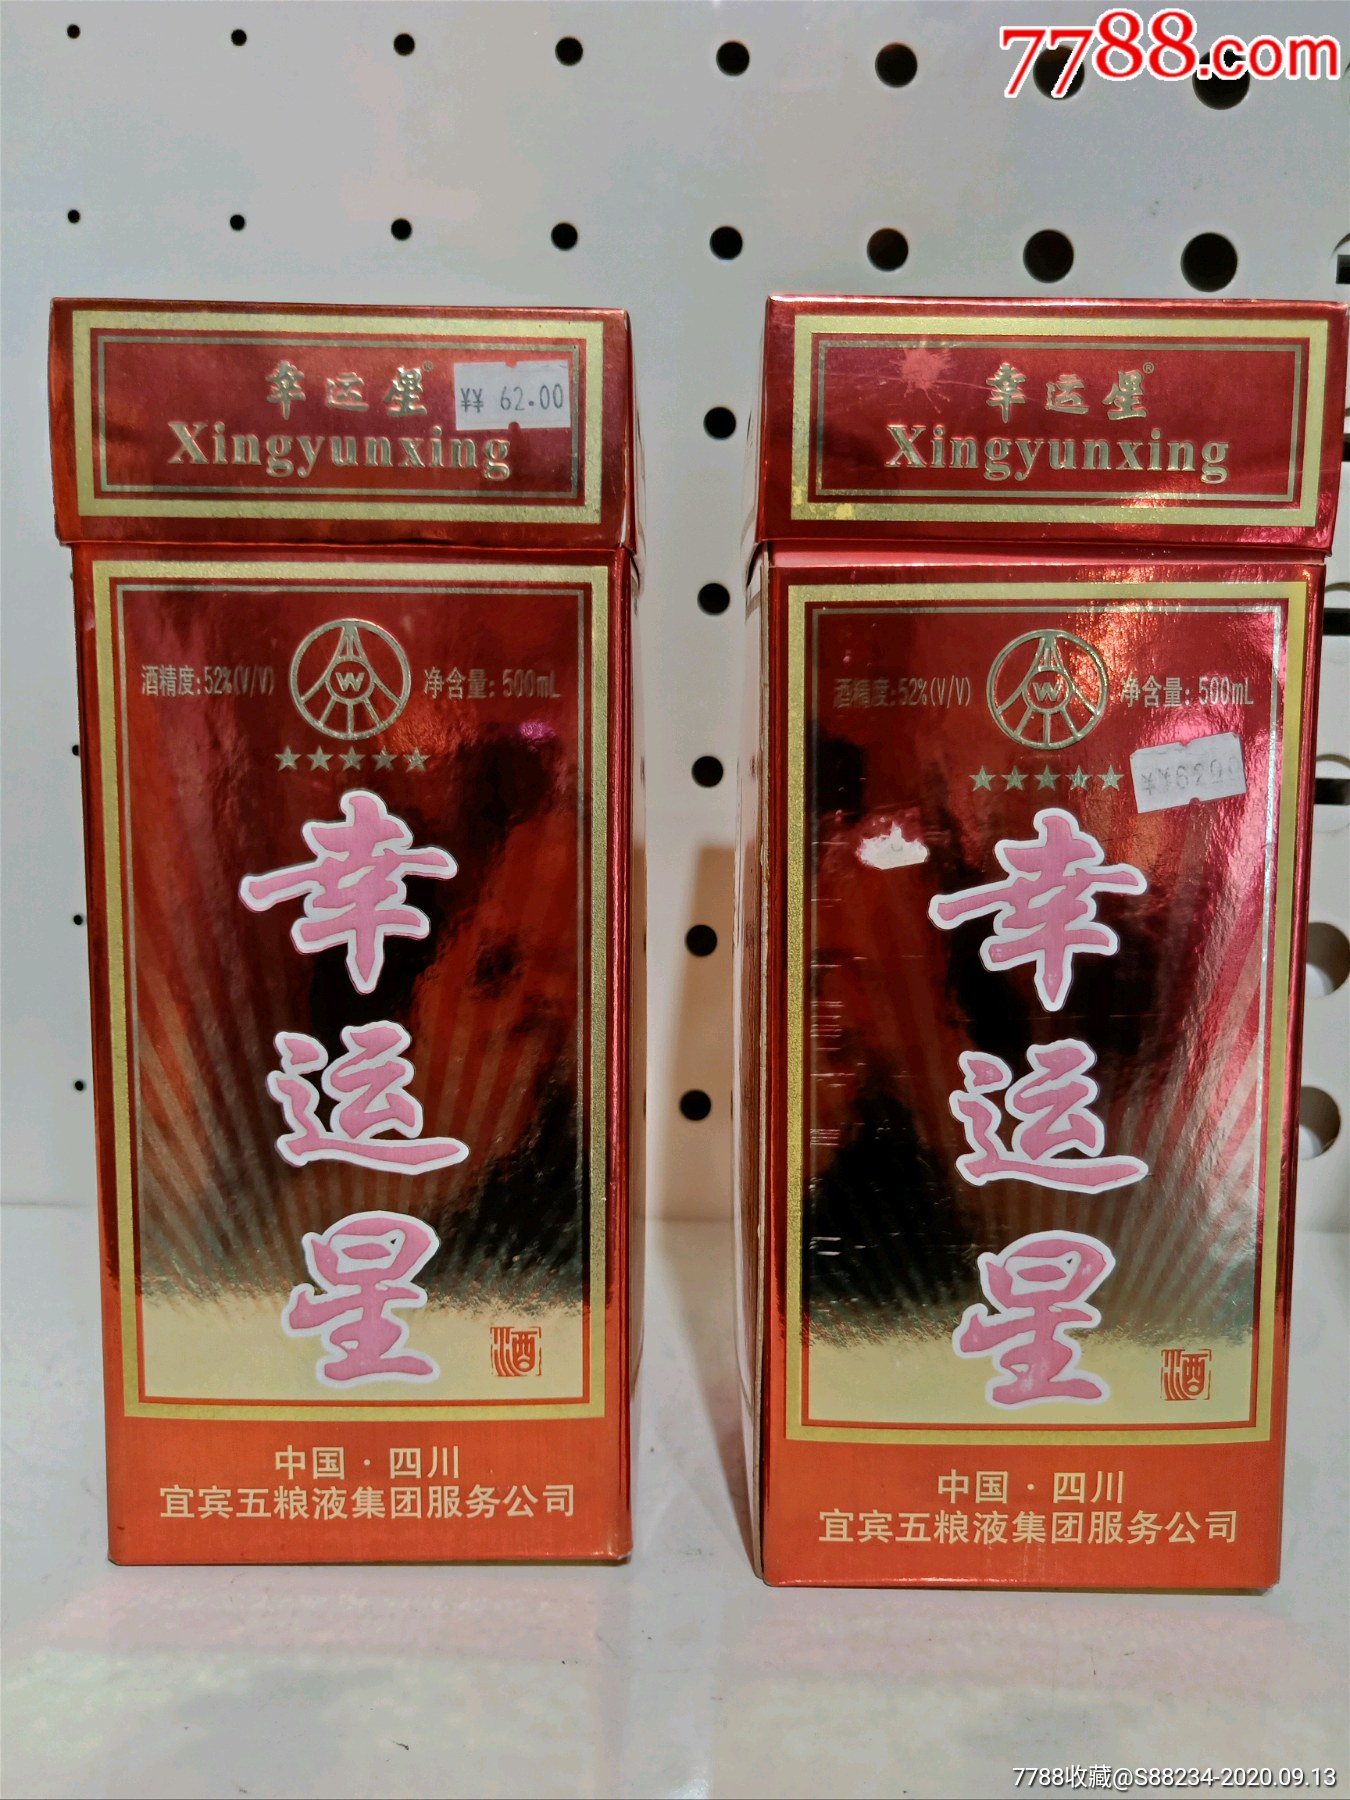 7788.com
幸运星®
¥¥ 62.00
Xingyunxing
酒精度:52%(V/V)
W
净含量:500mL
幸
运
星
酒
中国·四川
宜宾五粮液集团服务公司
幸运星®
Xingyunxing
酒精度:52%(V/V)
W
净含量:500mL
幸
运
星
酒
中国·四川
宜宾五粮液集团服务公司
7788收藏@S88234-2020.09.13